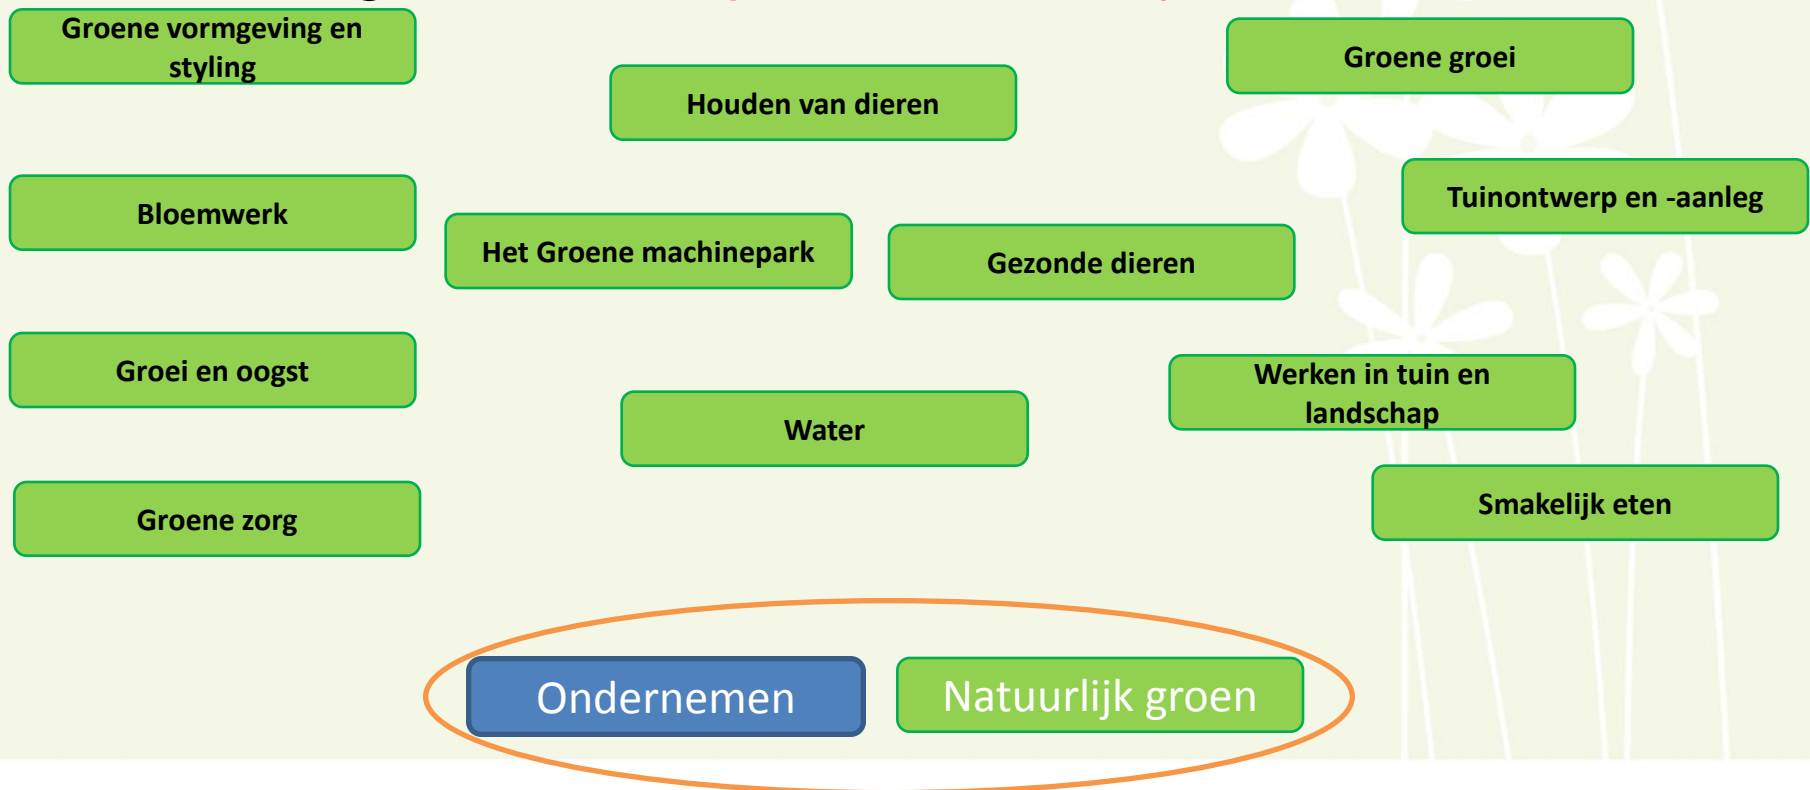 Groene vormgeving en
styling
Groene groei
Houden van dieren
Tuinontwerp en -aanleg
Bloemwerk
Het Groene machinepark
Gezonde dieren
Groei en oogst
Werken in tuin en
landschap
Water
Smakelijk eten
Groene zorg
Ondernemen
Natuurlijk groen